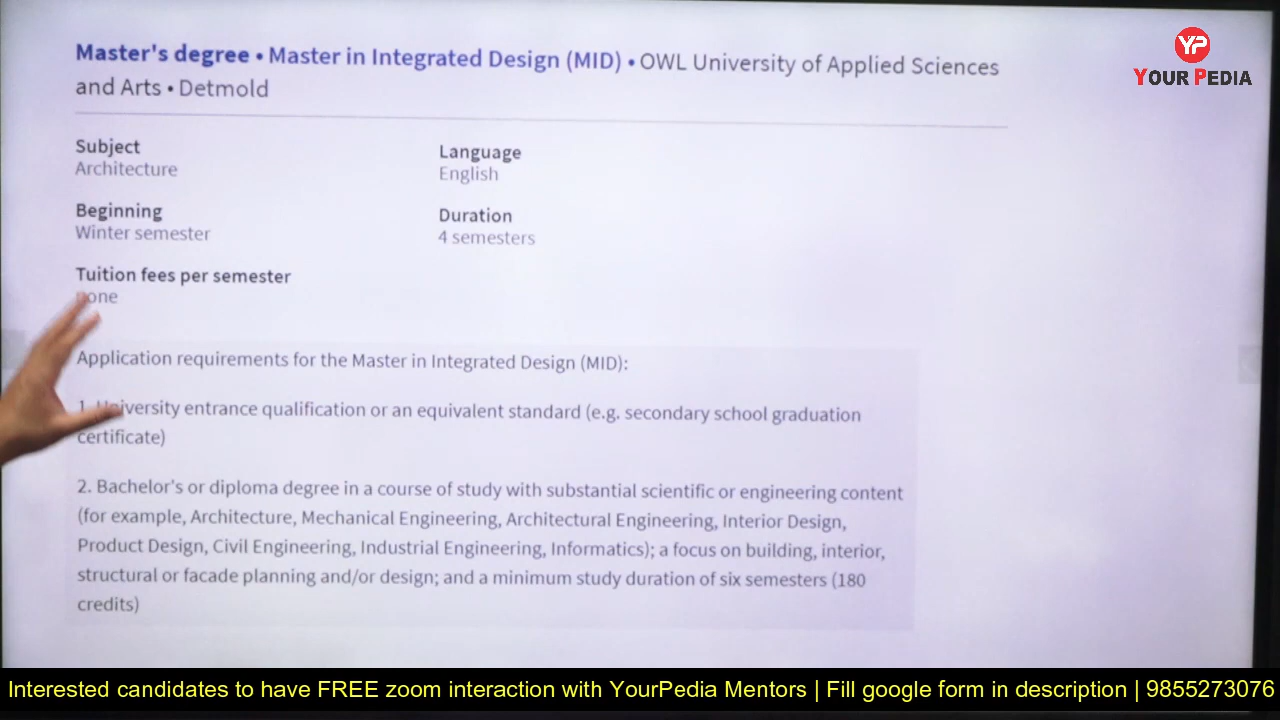 Master's degree • Master in Integrated Design (MID) • OWL University of Applied Sciences
and Arts • Detmold
YP
YOUR PEDIA
Subject
Architecture
Language
English
Beginning
Winter semester
Duration
4 semesters
Tuition fees per semester
none
Application requirements for the Master in Integrated Design (MID):
1. University entrance qualification or an equivalent standard (e.g. secondary school graduation
certificate)
2. Bachelor's or diploma degree in a course of study with substantial scientific or engineering content
(for example, Architecture, Mechanical Engineering, Architectural Engineering, Interior Design,
Product Design, Civil Engineering, Industrial Engineering, Informatics); a focus on building, interior,
structural or facade planning and/or design; and a minimum study duration of six semesters (180
credits)
Interested candidates to have FREE zoom interaction with YourPedia Mentors | Fill google form in description | 9855273076